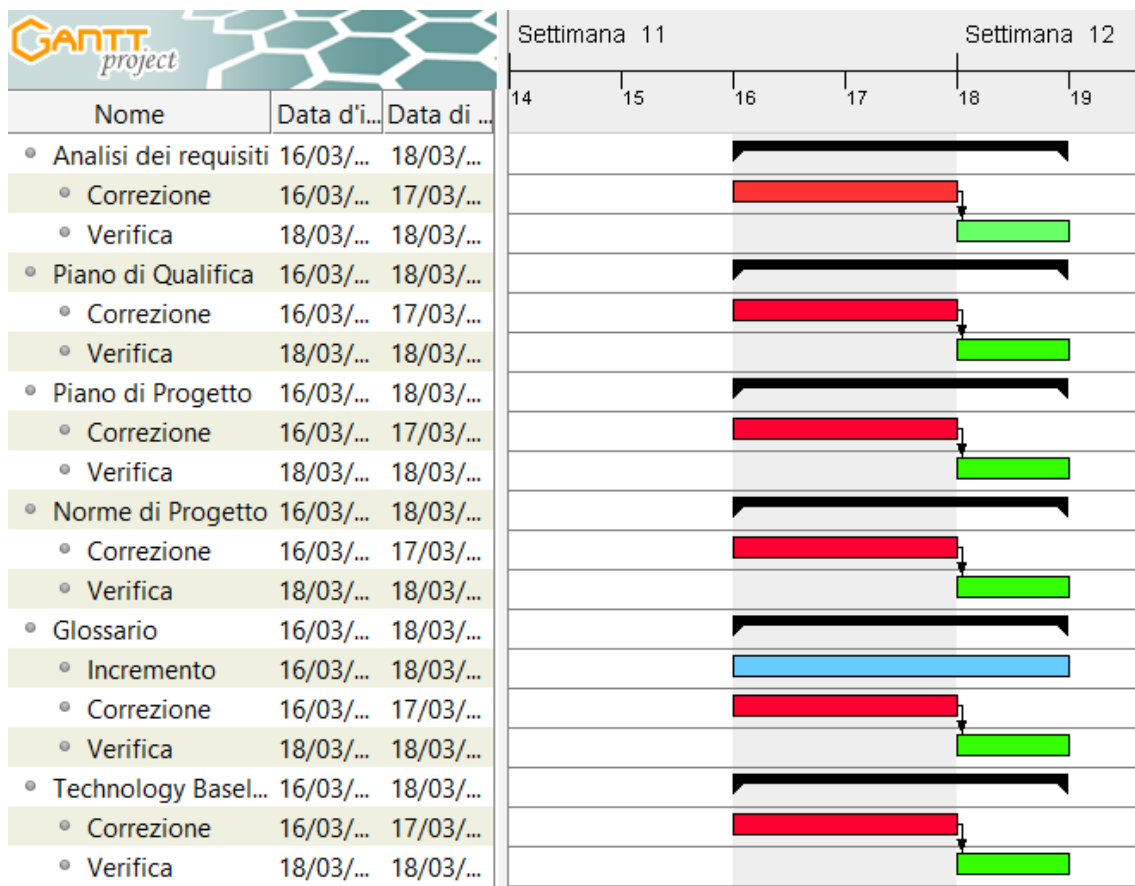 GANTT
project
Settimana 11 Settimana 12
14 15 16 17 18 19
Nome Data d'i... Data di ...
Analisi dei requisiti 16/03/... 18/03/...
Correzione 16/03/... 17/03/...
Verifica 18/03/... 18/03/...
Piano di Qualifica 16/03/... 18/03/...
Correzione 16/03/... 17/03/...
Verifica 18/03/... 18/03/...
Piano di Progetto 16/03/... 18/03/...
Correzione 16/03/... 17/03/...
Verifica 18/03/... 18/03/...
Norme di Progetto 16/03/... 18/03/...
Correzione 16/03/... 17/03/...
Verifica 18/03/... 18/03/...
Glossario 16/03/... 18/03/...
Incremento 16/03/... 18/03/...
Correzione 16/03/... 17/03/...
Verifica 18/03/... 18/03/...
Technology Basel... 16/03/... 18/03/...
Correzione 16/03/... 17/03/...
Verifica 18/03/... 18/03/...